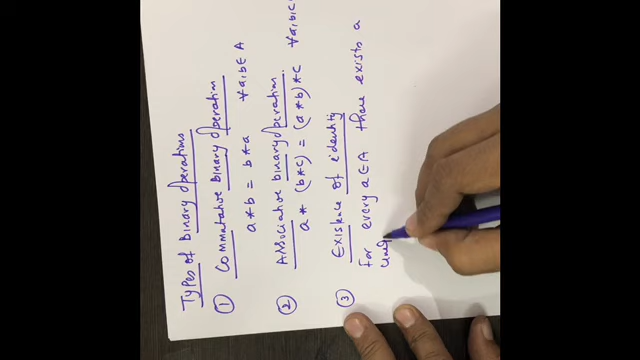 Types of Binary operations
① Commutative binary operation
a * b = b * a ∀ a,b ∈ A
② Associative binary operation.
a * (b * c) = (a * b) * c ∀ a,b,c
③ Existence of identity
For every a ∈ A there exists a